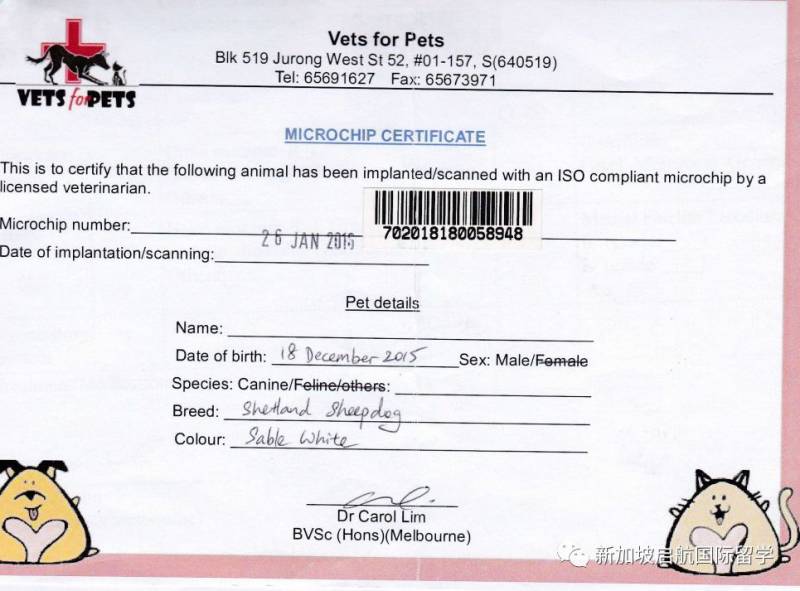 Vets for Pets
Blk 519 Jurong West St 52, #01-157, S(640519)
Tel: 65691627 Fax: 65673971
VETS for PETS
MICROCHIP CERTIFICATE
This is to certify that the following animal has been implanted/scanned with an ISO compliant microchip by a
licensed veterinarian.
Microchip number: 702018180058948
Date of implantation/scanning: 26 JAN 2016
Pet details
Name:
Date of birth: 18 December 2015 Sex: Male/Female
Species: Canine/Feline/others:
Breed: Shetland Sheepdog
Colour: Sable White
Dr Carol Lim
BVSc (Hons)(Melbourne)
新加坡启航国际留学